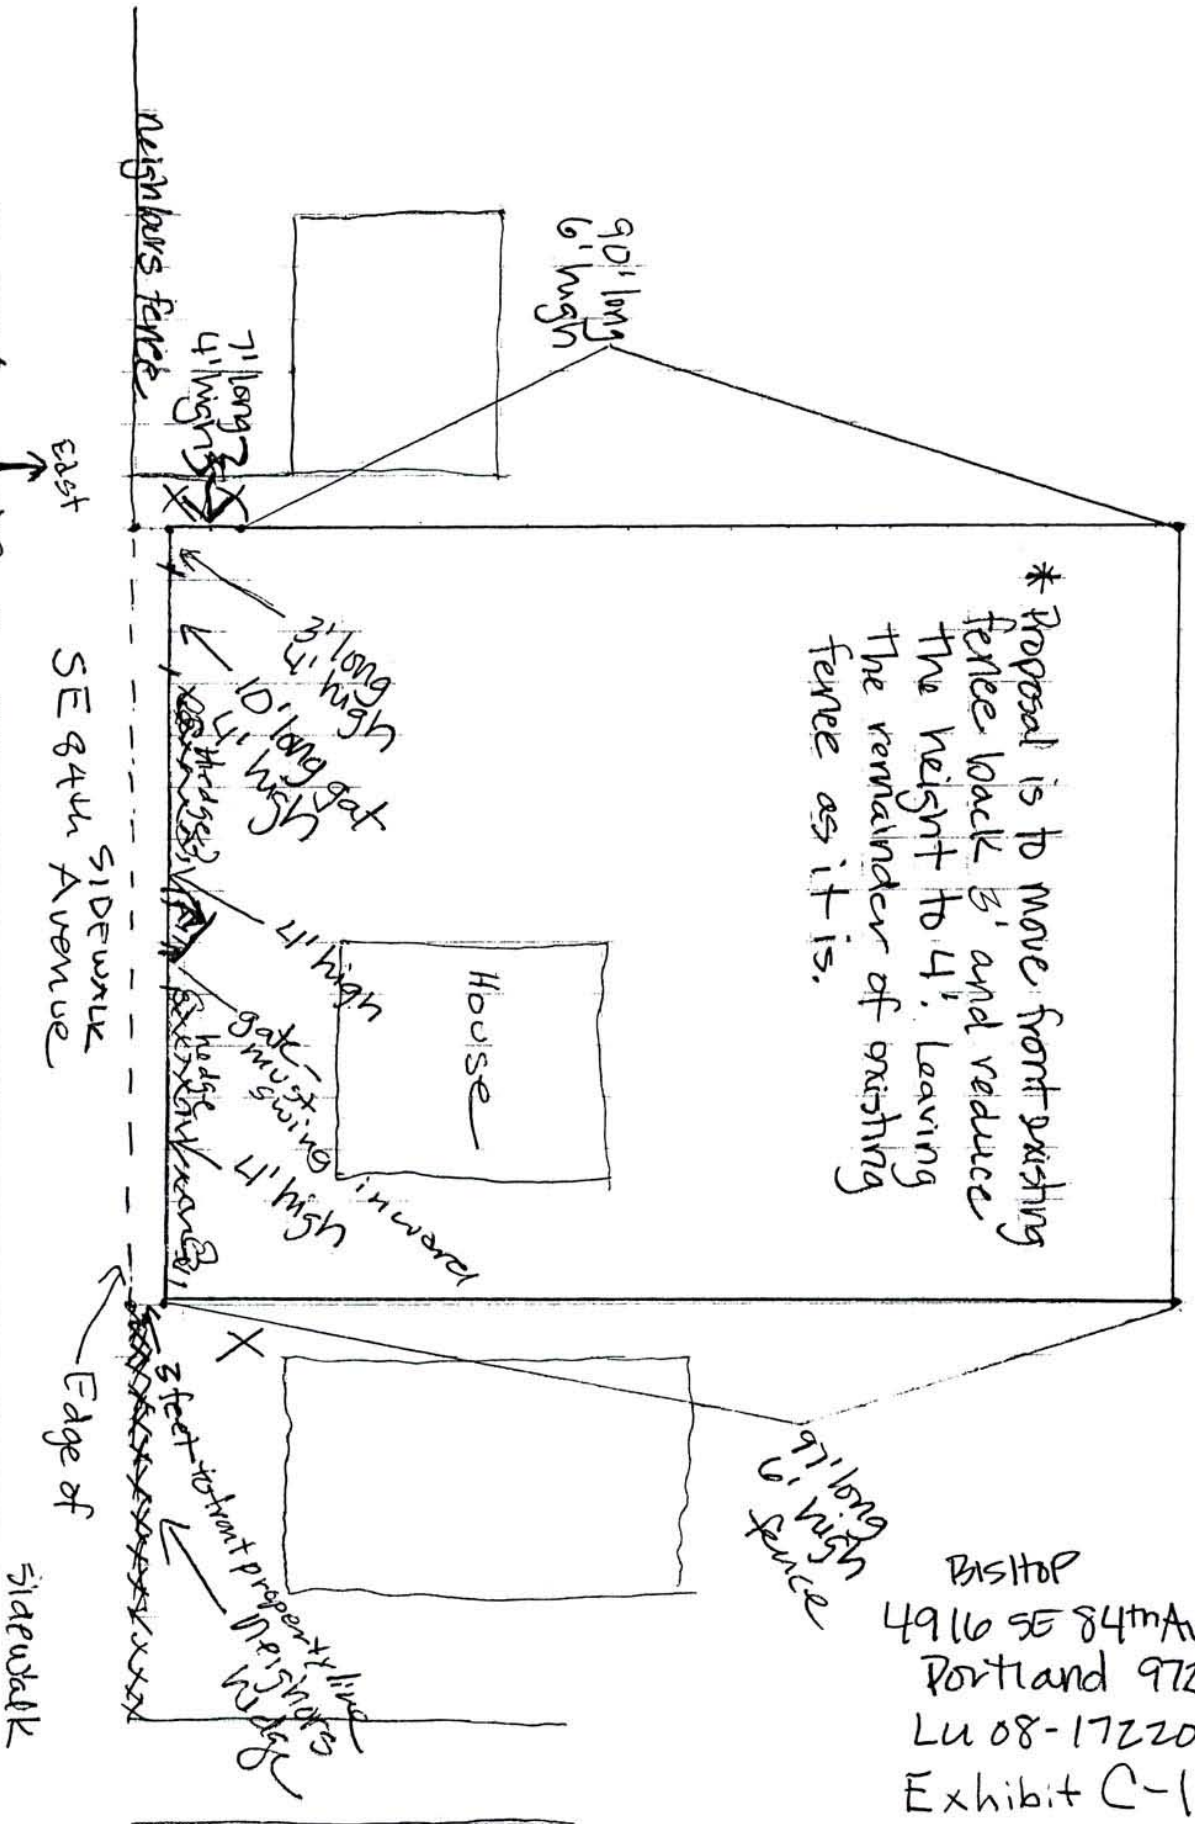 * Proposal is to move front existing
fence back 3' and reduce
the height to 4'. Leaving
the remainder of existing
fence as it is.
90' long
6' high
neighbors fence
7' long
4' high
East
3' long
4' high
10' long gat
4' high
Hedges
4' high
House
gate
must
swing inward
hedge
4' high
SIDEWALK
SE 84th Avenue
Edge of
Sidewalk
3 feet to front property line
neighbors
hedge
97' long
6' high
fence
BISHOP
4916 SE 84th Av
Portland 972
LU 08-17220
Exhibit C-1
X
X
X